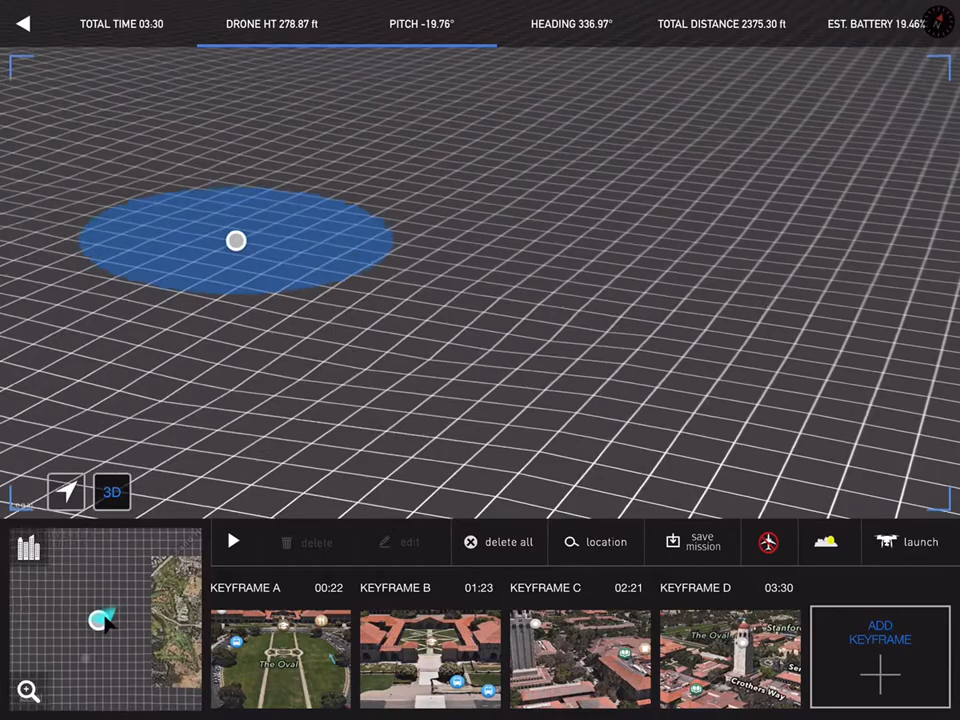 TOTAL TIME 03:30
DRONE HT 278.87 ft
PITCH -19.76°
HEADING 336.97°
TOTAL DISTANCE 2375.30 ft
EST. BATTERY 19.46%
3D
delete
edit
delete all
location
save
mission
launch
KEYFRAME A 00:22
KEYFRAME B 01:23
KEYFRAME C 02:21
KEYFRAME D 03:30
The Oval
The Oval
Stanford
Crothers Way
ADD
KEYFRAME